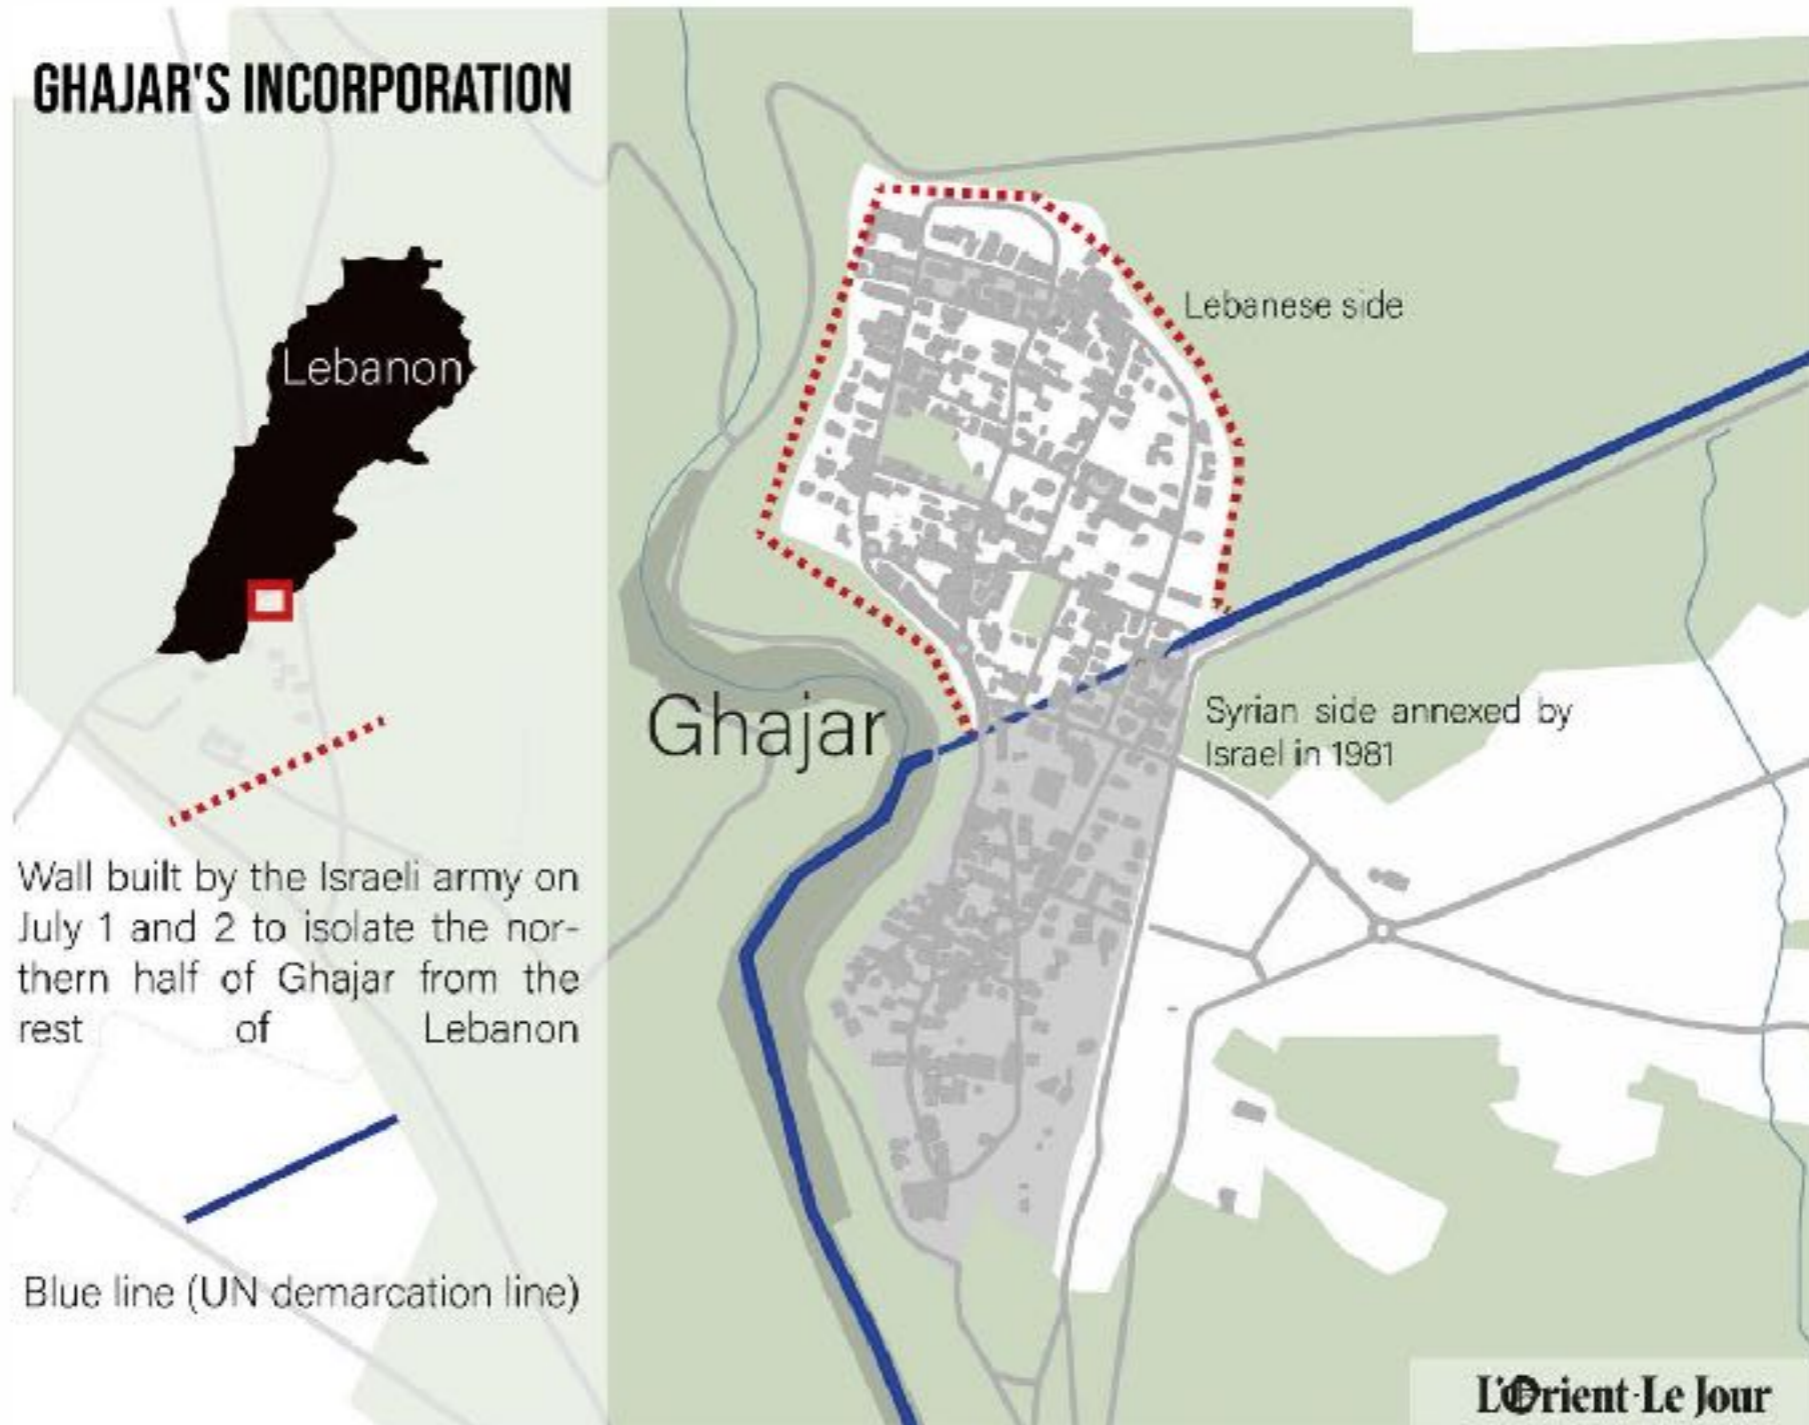 GHAJAR'S INCORPORATION
Lebanon
Wall built by the Israeli army on
July 1 and 2 to isolate the nor-
thern half of Ghajar from the
rest of Lebanon
Blue line (UN demarcation line)
Lebanese side
Ghajar
Syrian side annexed by
Israel in 1981
L'Orient-Le Jour